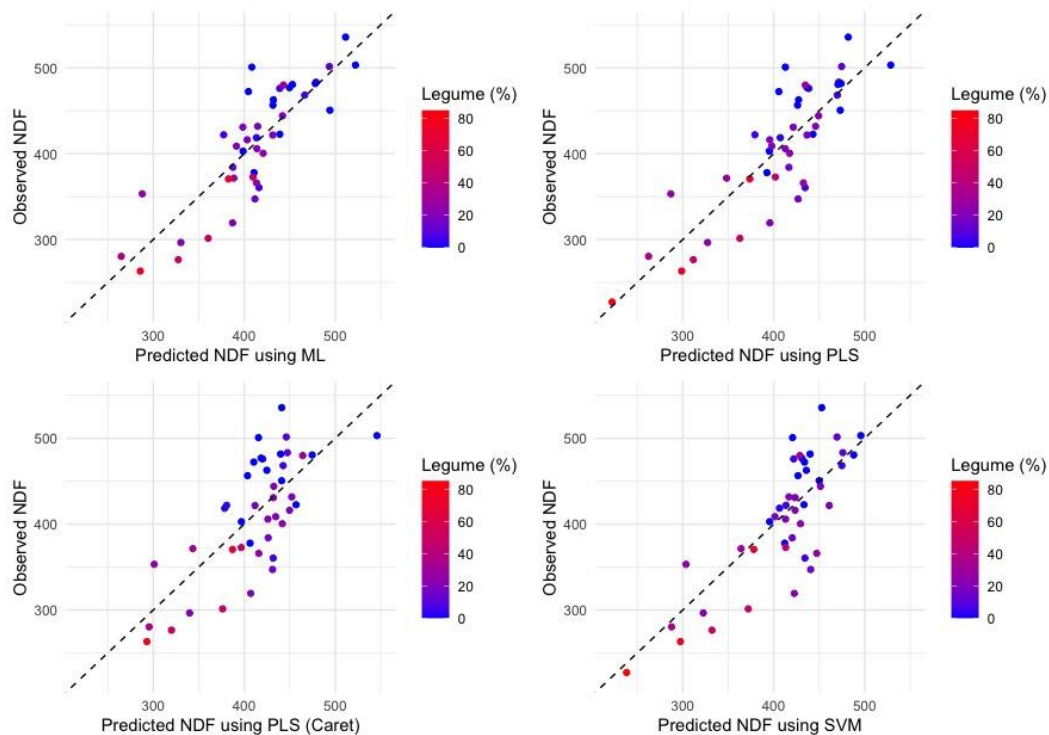 Observed NDF
500
400
300
300 400 500
Predicted NDF using ML
Legume (%)
80
60
40
20
0
Observed NDF
500
400
300
300 400 500
Predicted NDF using PLS
Legume (%)
80
60
40
20
0
Observed NDF
500
400
300
300 400 500
Predicted NDF using PLS (Caret)
Legume (%)
80
60
40
20
0
Observed NDF
500
400
300
300 400 500
Predicted NDF using SVM
Legume (%)
80
60
40
20
0